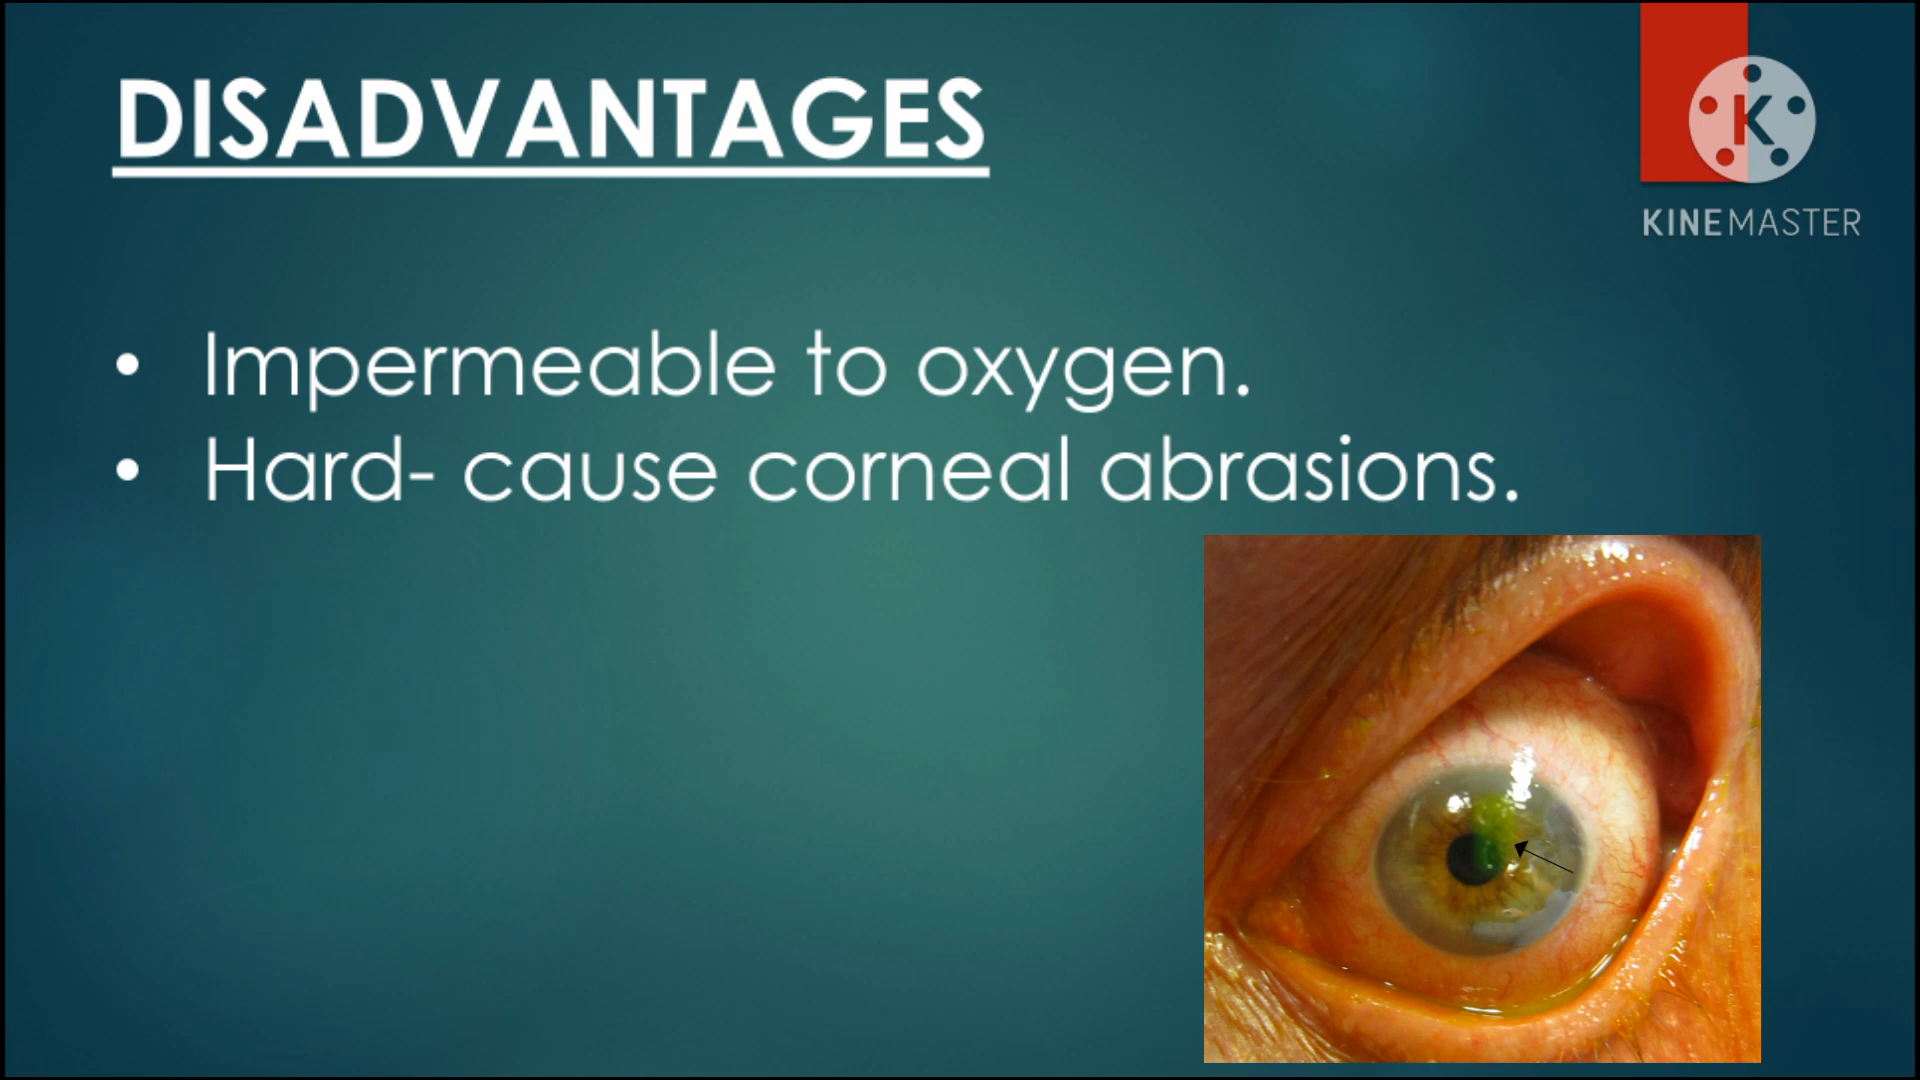 DISADVANTAGES
K
KINEMASTER
• Impermeable to oxygen.
• Hard- cause corneal abrasions.